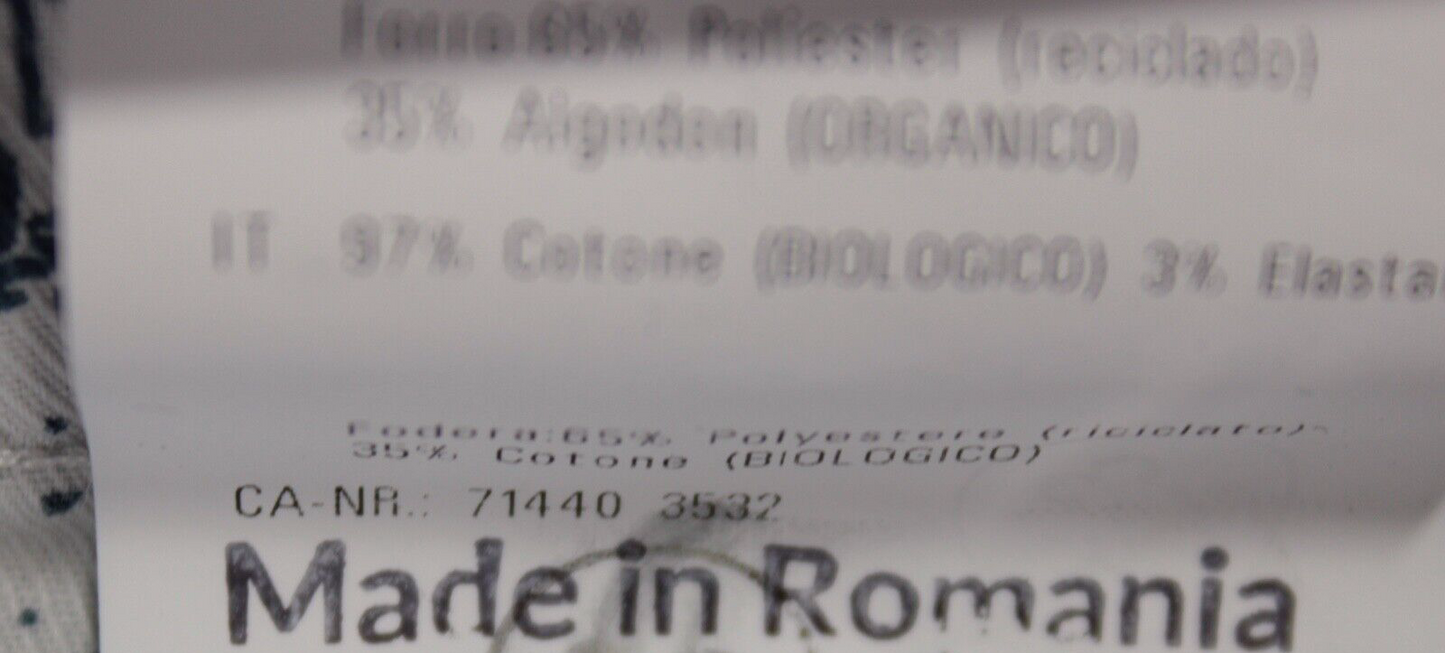 Forro:65% Poliester (reciclado)
35% Algodon (ORGANICO)
IT 97% Cotone (BIOLOGICO) 3% Elasta
Fodera:65% Polyestere (riciclato)
35% Cotone (BIOLOGICO)
CA-NR.: 71440 3532
Made in Romania